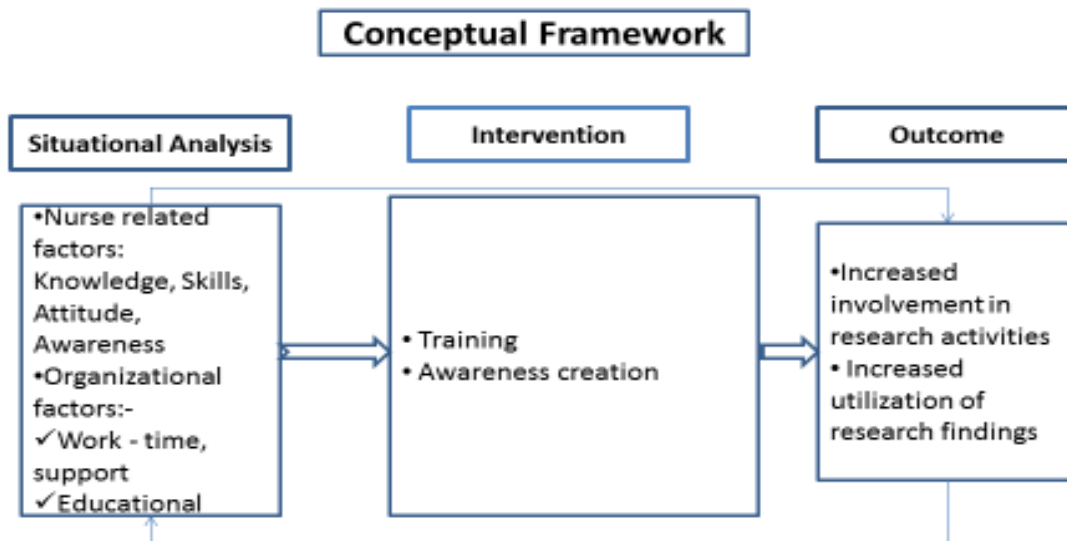 Conceptual Framework
Situational Analysis
Intervention
Outcome
•Nurse related
factors:
Knowledge, Skills,
Attitude,
Awareness
•Organizational
factors:-
✓Work - time,
support
✓Educational
• Training
• Awareness creation
•Increased
involvement in
research activities
• Increased
utilization of
research findings